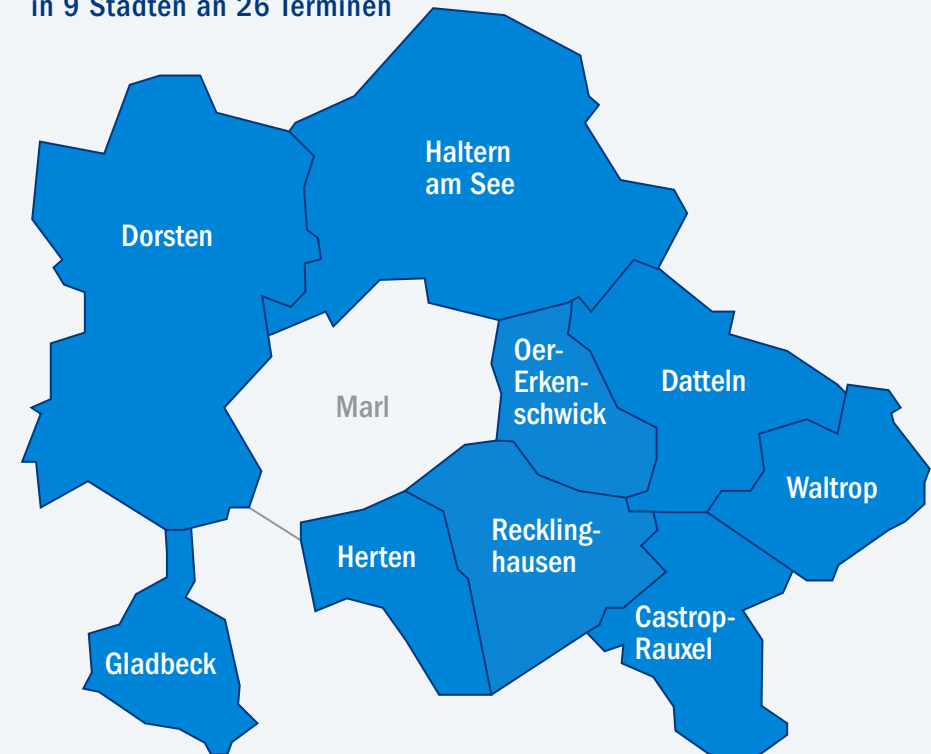 in 9 Städten an 26 Terminen
Haltern
am See
Dorsten
Oer-
Erken-
schwick
Datteln
Marl
Waltrop
Reckling-
hausen
Herten
Castrop-
Rauxel
Gladbeck